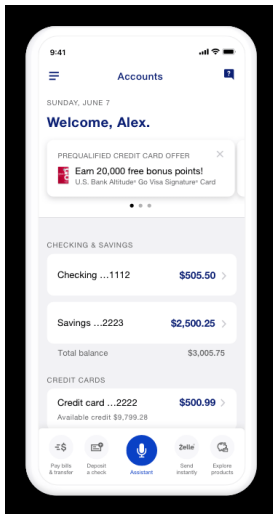 9:41
Accounts
SUNDAY, JUNE 7
Welcome, Alex.
PREQUALIFIED CREDIT CARD OFFER
Earn 20,000 free bonus points!
U.S. Bank Altitude® Go Visa Signature® Card
CHECKING & SAVINGS
Checking ...1112 $505.50
Savings ...2223 $2,500.25
Total balance $3,005.75
CREDIT CARDS
Credit card ...2222 $500.99
Available credit $9,799.28
Pay bills
& transfer
Deposit
a check
Assistant
Zelle
Send
instantly
Explore
products